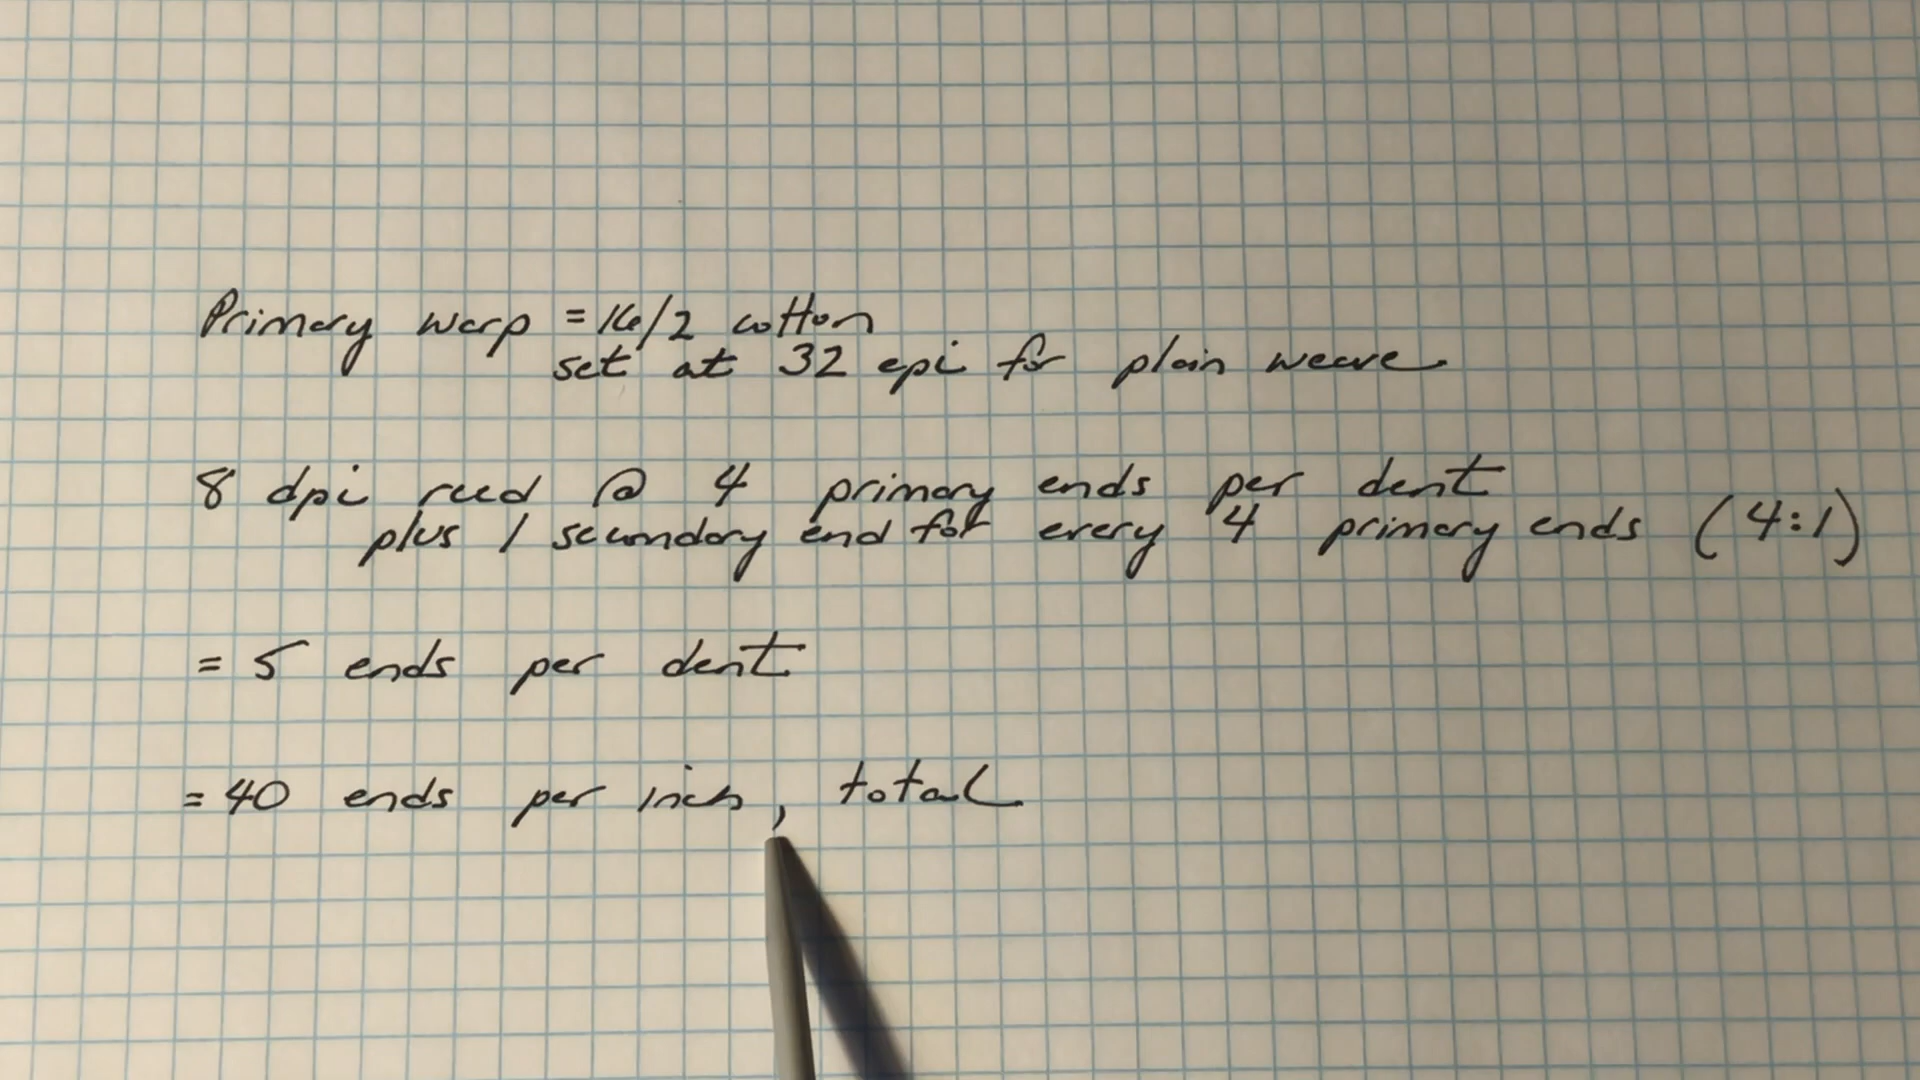 Primary warp = 16/2 cotton
set at 32 epi for plain weave
8 dpi reed @ 4 primary ends per dent
plus 1 secondary end for every 4 primary ends (4:1)
= 5 ends per dent
= 40 ends per inch, total